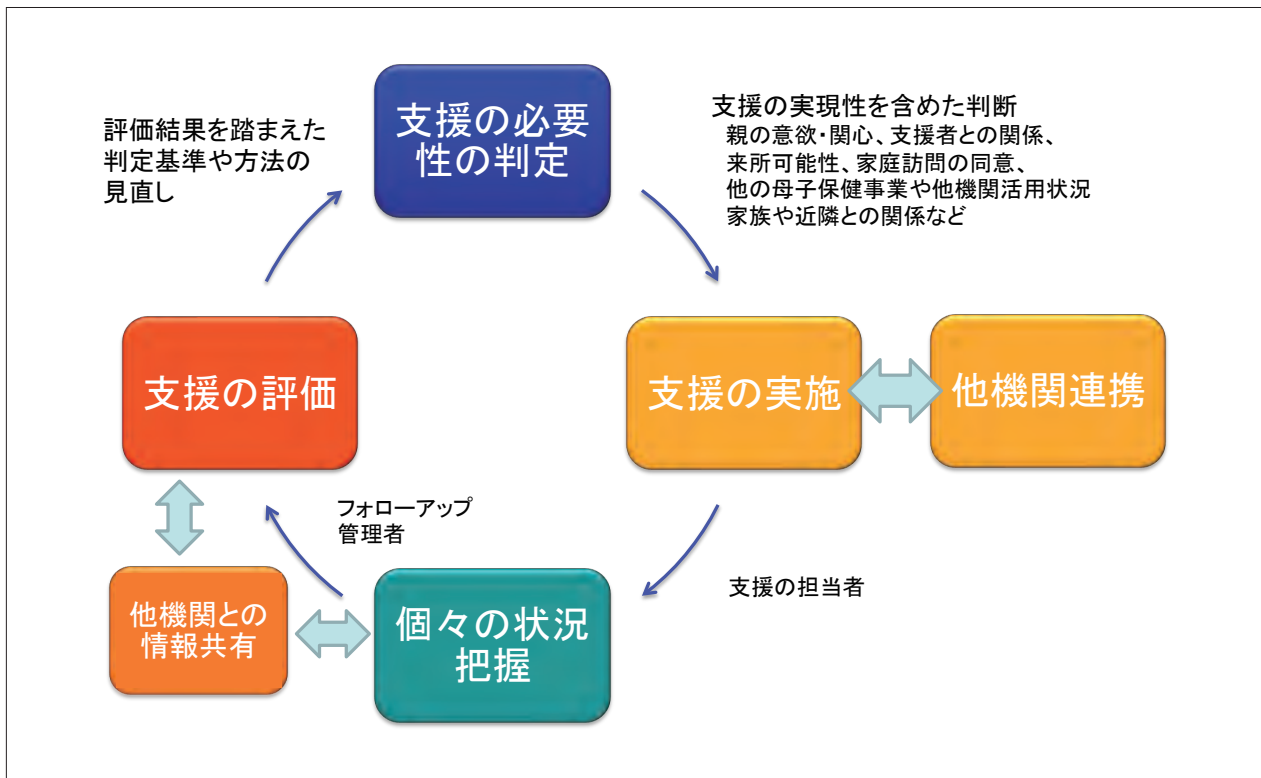 支援の必要
性の判定
評価結果を踏まえた
判定基準や方法の
見直し
支援の実現性を含めた判断
親の意欲・関心、支援者との関係、
来所可能性、家庭訪問の同意、
他の母子保健事業や他機関活用状況
家族や近隣との関係など
支援の評価
支援の実施
他機関連携
フォローアップ
管理者
支援の担当者
他機関との
情報共有
個々の状況
把握